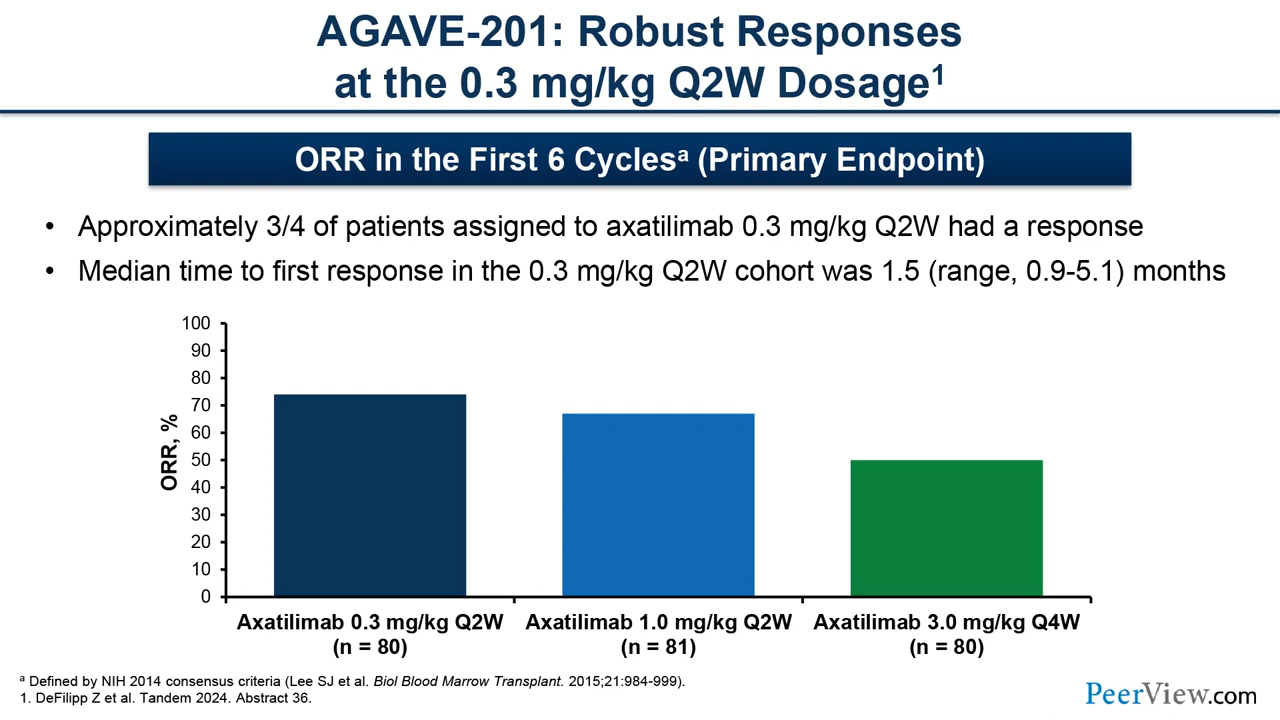 AGAVE-201: Robust Responses
at the 0.3 mg/kg Q2W Dosage¹
ORR in the First 6 Cyclesᵃ (Primary Endpoint)
• Approximately 3/4 of patients assigned to axatilimab 0.3 mg/kg Q2W had a response
• Median time to first response in the 0.3 mg/kg Q2W cohort was 1.5 (range, 0.9-5.1) months
ORR, %
100
90
80
70
60
50
40
30
20
10
0
Axatilimab 0.3 mg/kg Q2W
(n = 80)
Axatilimab 1.0 mg/kg Q2W
(n = 81)
Axatilimab 3.0 mg/kg Q4W
(n = 80)
ᵃ Defined by NIH 2014 consensus criteria (Lee SJ et al. Biol Blood Marrow Transplant. 2015;21:984-999).
1. DeFilipp Z et al. Tandem 2024. Abstract 36.
PeerView.com